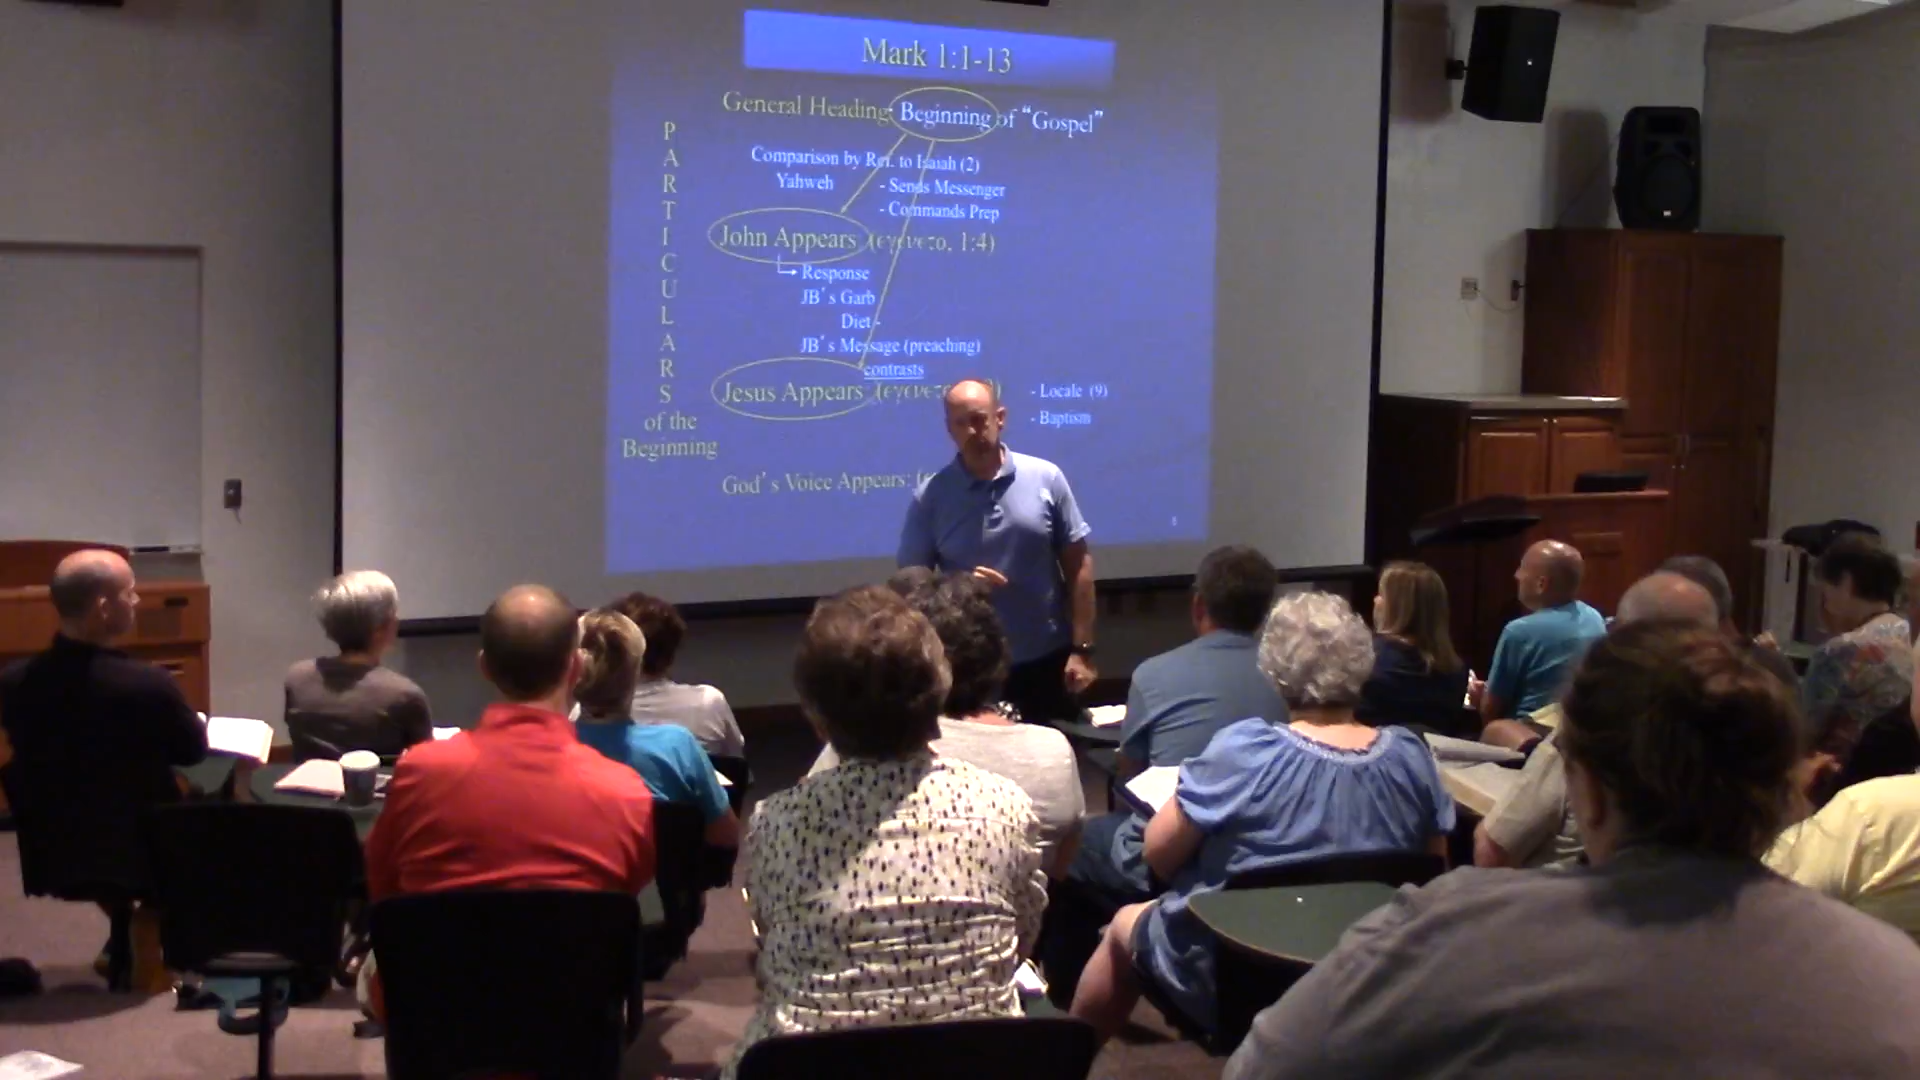 Mark 1:1-13
General Heading: Beginning of “Gospel”
PARTICULARS
of the
Beginning
Comparison by Ref. to Isaiah (2)
Yahweh - Sends Messenger
- Commands Prep
John Appears (εγενετο, 1:4)
Response
JB’s Garb
Diet -
JB’s Message (preaching)
contrasts
Jesus Appears - Locale (9)
- Baptism
God’s Voice Appears: